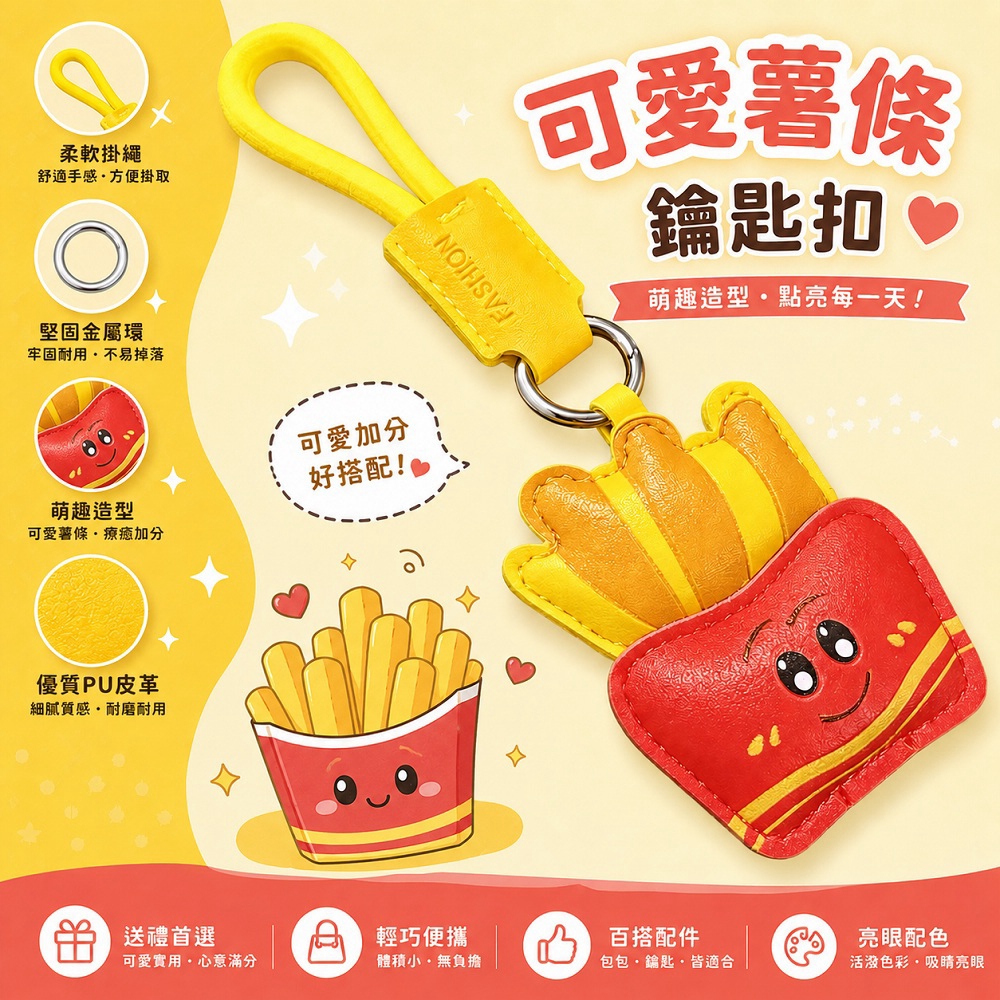 可愛薯條
鑰匙扣
萌趣造型・點亮每一天！
柔軟掛繩
舒適手感・方便掛取
堅固金屬環
牢固耐用・不易掉落
萌趣造型
可愛薯條・療癒加分
優質PU皮革
細膩質感・耐磨耐用
FASHION
可愛加分
好搭配！
送禮首選
可愛實用・心意滿分
輕巧便攜
體積小・無負擔
百搭配件
包包・鑰匙・皆適合
亮眼配色
活潑色彩・吸睛亮眼